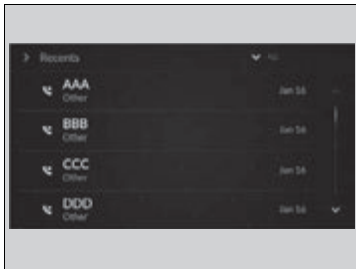 Recents
AAA
Other
Jan 16
BBB
Other
Jan 16
CCC
Other
Jan 16
DDD
Other
Jan 16